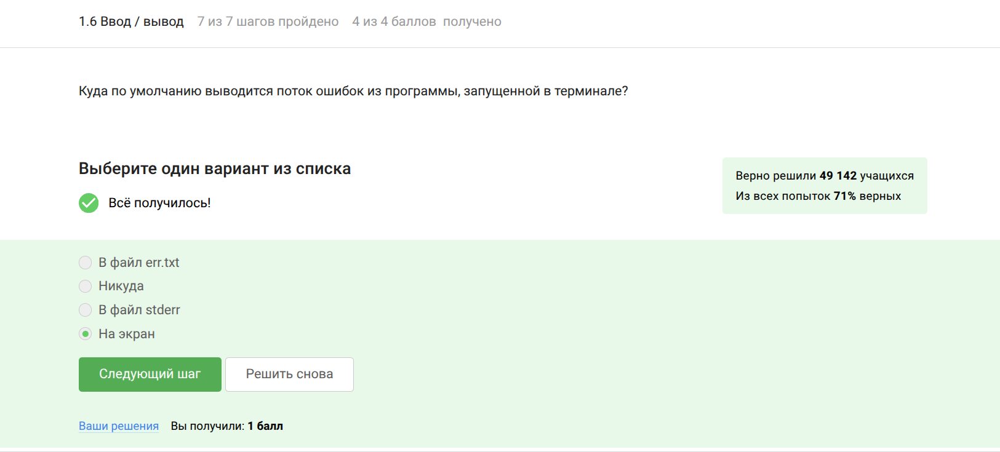 1.6 Ввод / вывод 7 из 7 шагов пройдено 4 из 4 баллов получено
Куда по умолчанию выводится поток ошибок из программы, запущенной в терминале?
Выберите один вариант из списка
Всё получилось!
Верно решили 49 142 учащихся
Из всех попыток 71% верных
В файл err.txt
Никуда
В файл stderr
На экран
Следующий шаг Решить снова
Ваши решения Вы получили: 1 балл